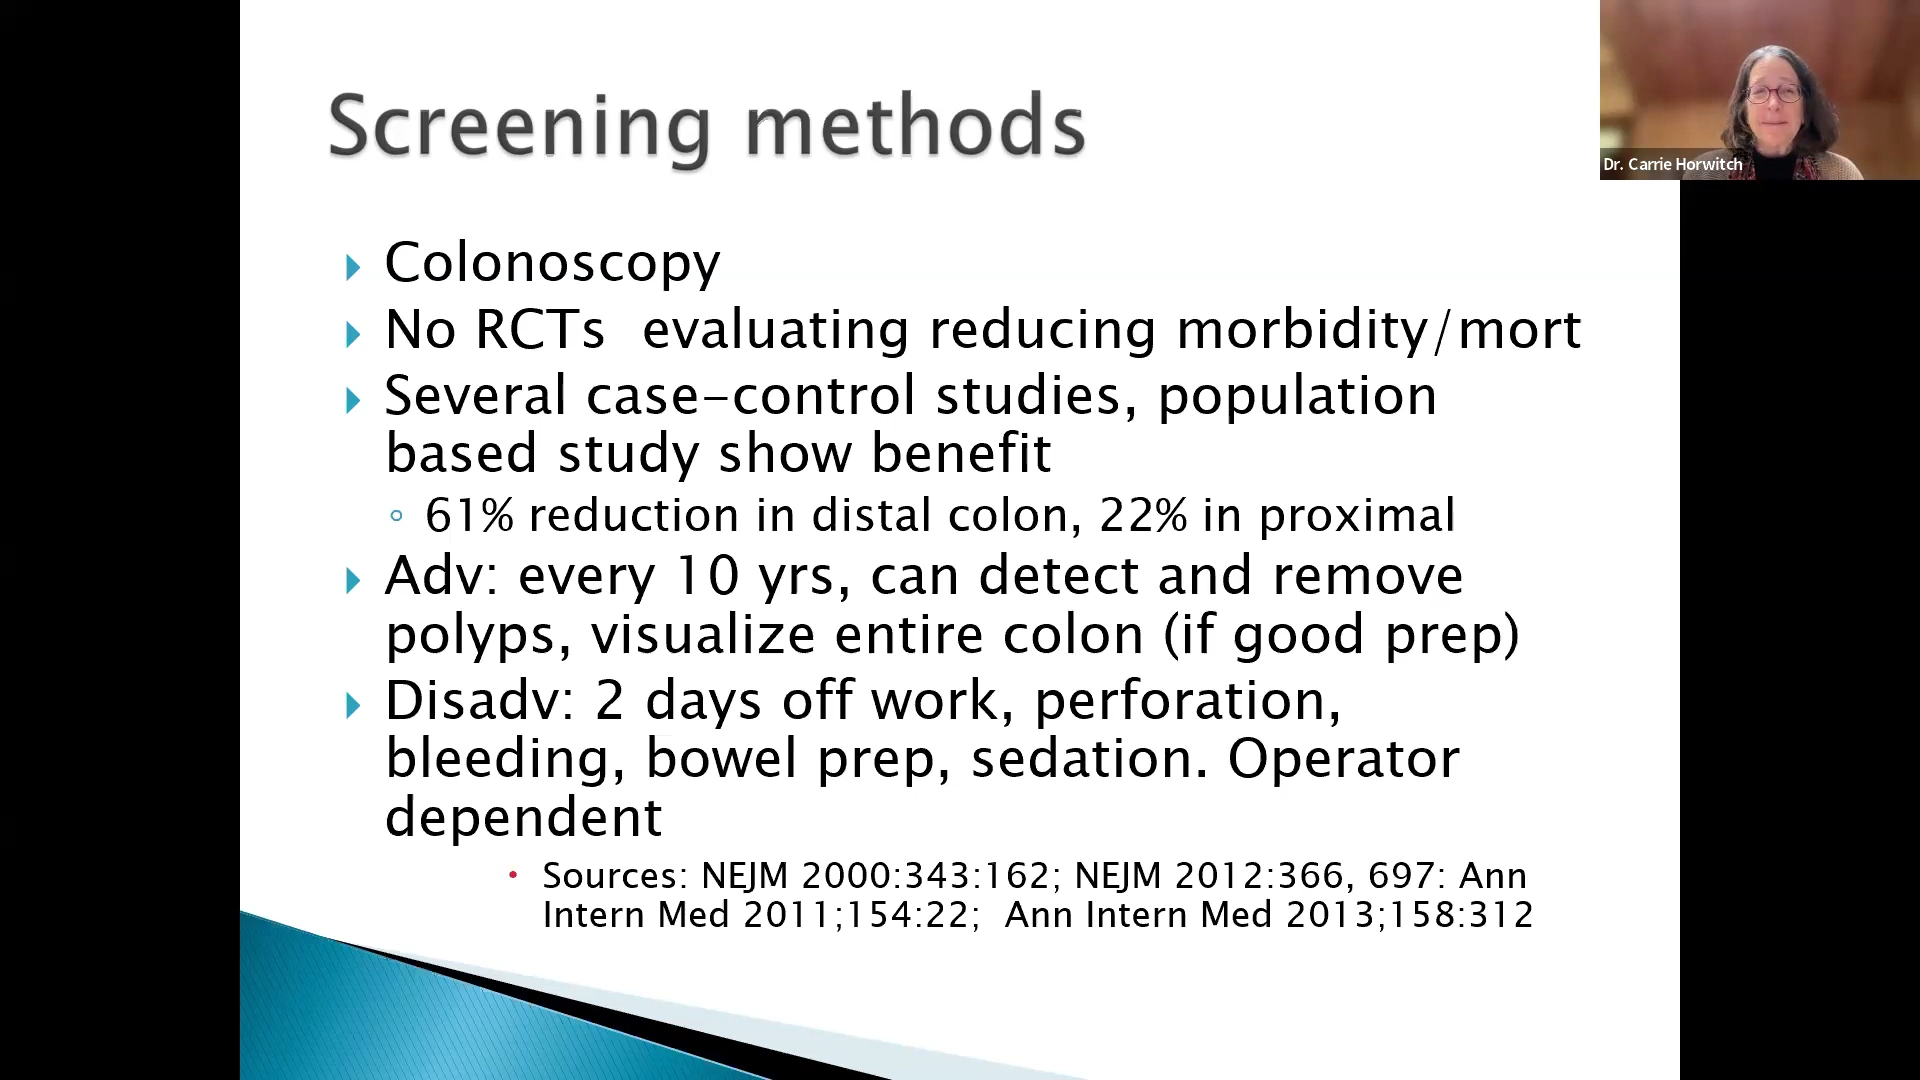 Screening methods
Dr. Carrie Horwitch
Colonoscopy
No RCTs evaluating reducing morbidity/mort
Several case-control studies, population
based study show benefit
61% reduction in distal colon, 22% in proximal
Adv: every 10 yrs, can detect and remove
polyps, visualize entire colon (if good prep)
Disadv: 2 days off work, perforation,
bleeding, bowel prep, sedation. Operator
dependent
Sources: NEJM 2000:343:162; NEJM 2012:366, 697: Ann
Intern Med 2011;154:22; Ann Intern Med 2013;158:312